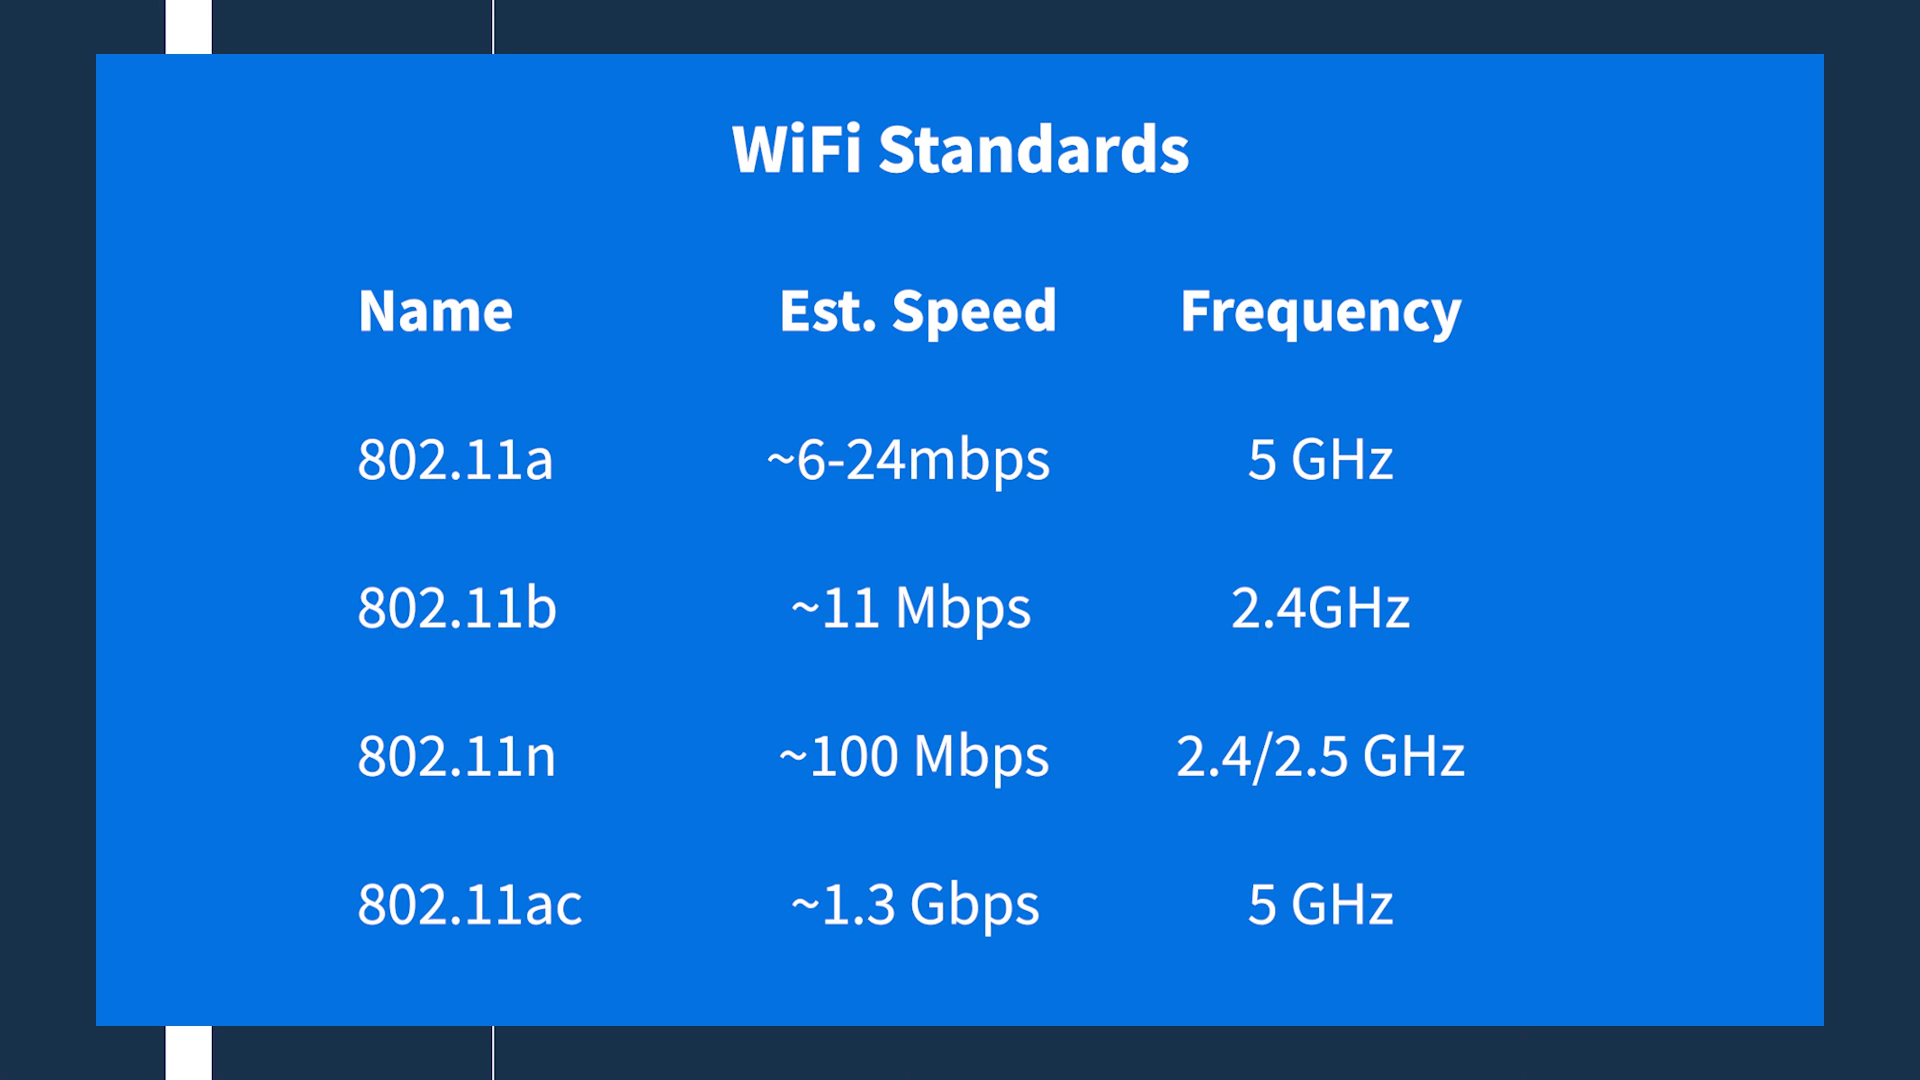 WiFi Standards
Name Est. Speed Frequency
802.11a ~6-24mbps 5 GHz
802.11b ~11 Mbps 2.4GHz
802.11n ~100 Mbps 2.4/2.5 GHz
802.11ac ~1.3 Gbps 5 GHz